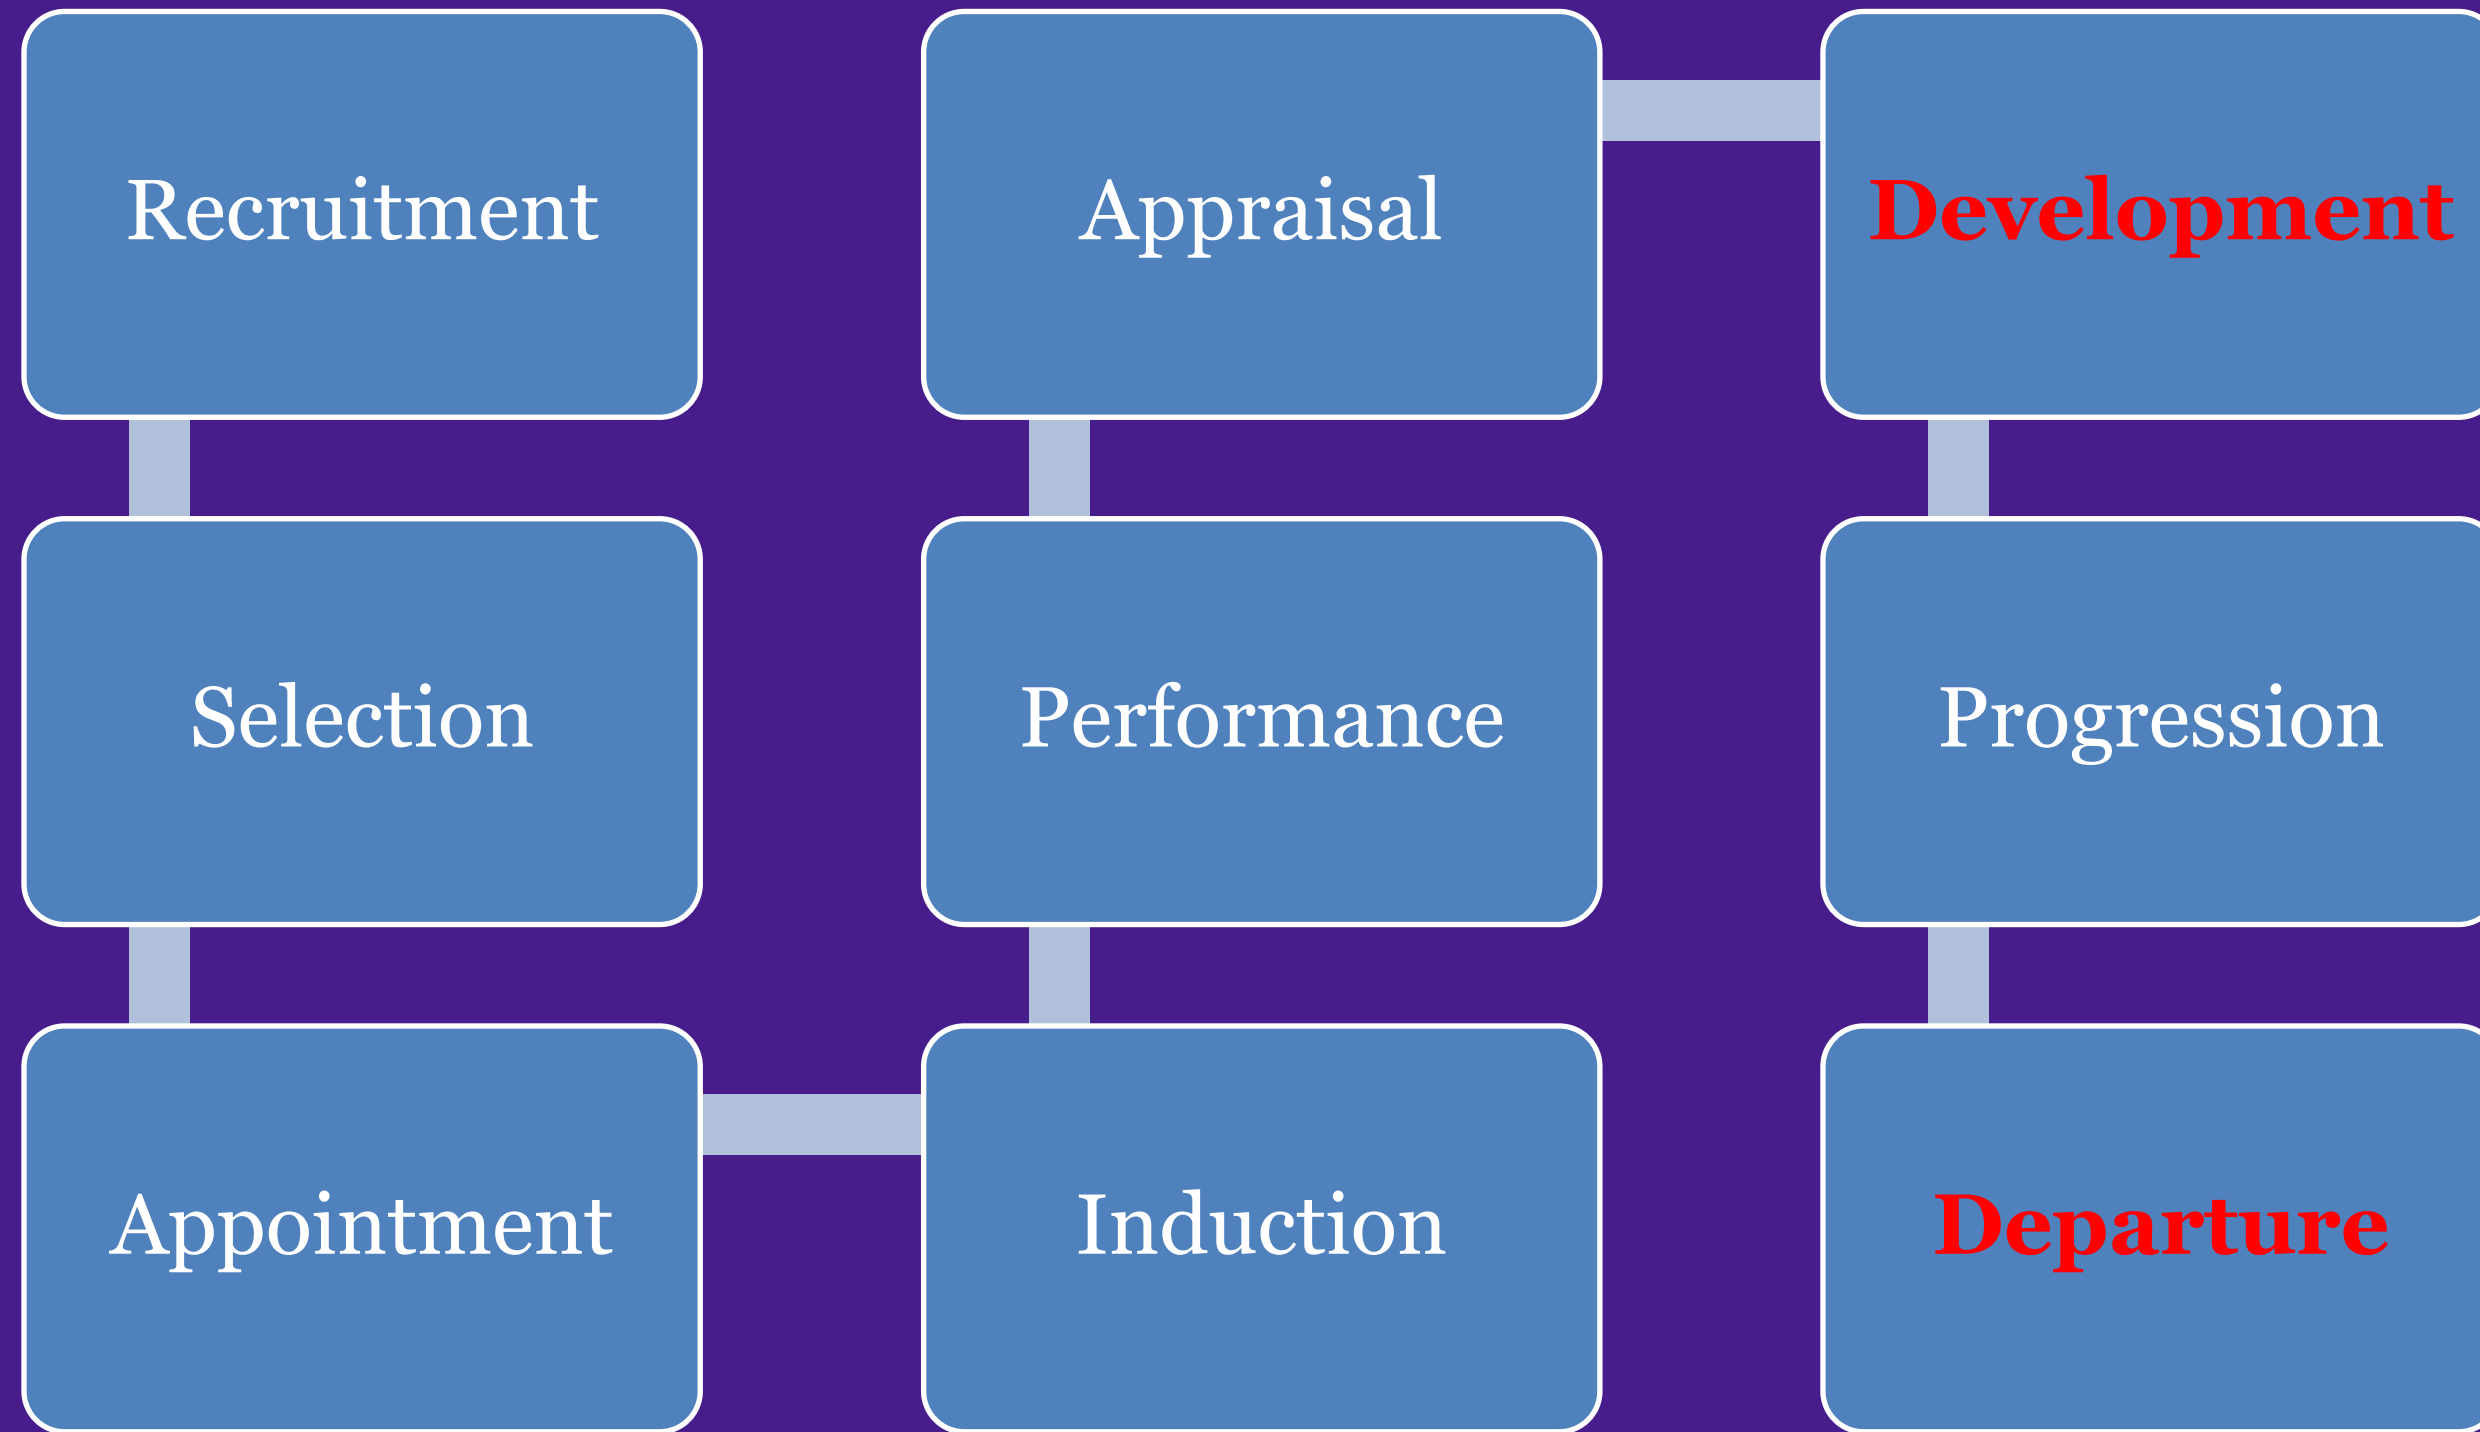 Recruitment
Selection
Appointment
Induction
Performance
Appraisal
Development
Progression
Departure